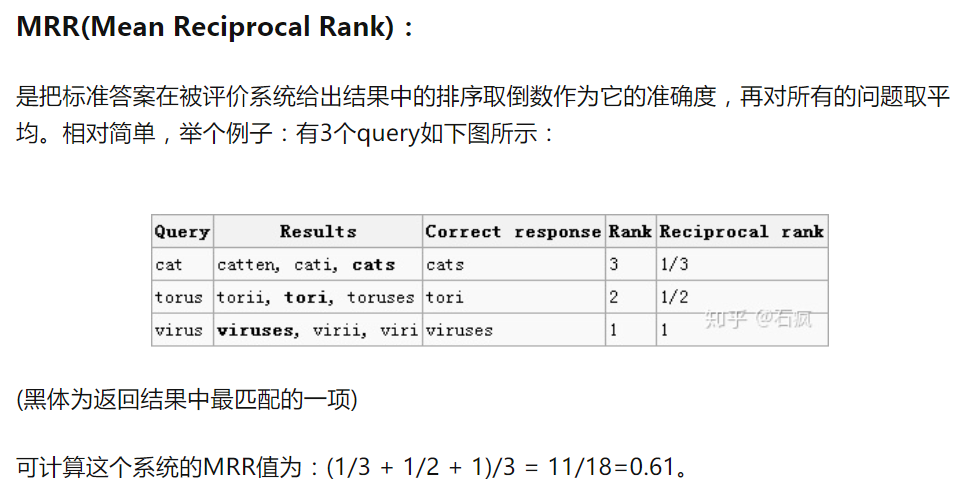 MRR(Mean Reciprocal Rank)：
是把标准答案在被评价系统给出结果中的排序取倒数作为它的准确度，再对所有的问题取平
均。相对简单，举个例子：有3个query如下图所示：
Query Results Correct response Rank Reciprocal rank
cat catten, cati, cats cats 3 1/3
torus torii, tori, toruses tori 2 1/2
virus viruses, virii, viri viruses 1 1
知乎 @石疯
(黑体为返回结果中最匹配的一项)
可计算这个系统的MRR值为：(1/3 + 1/2 + 1)/3 = 11/18=0.61。